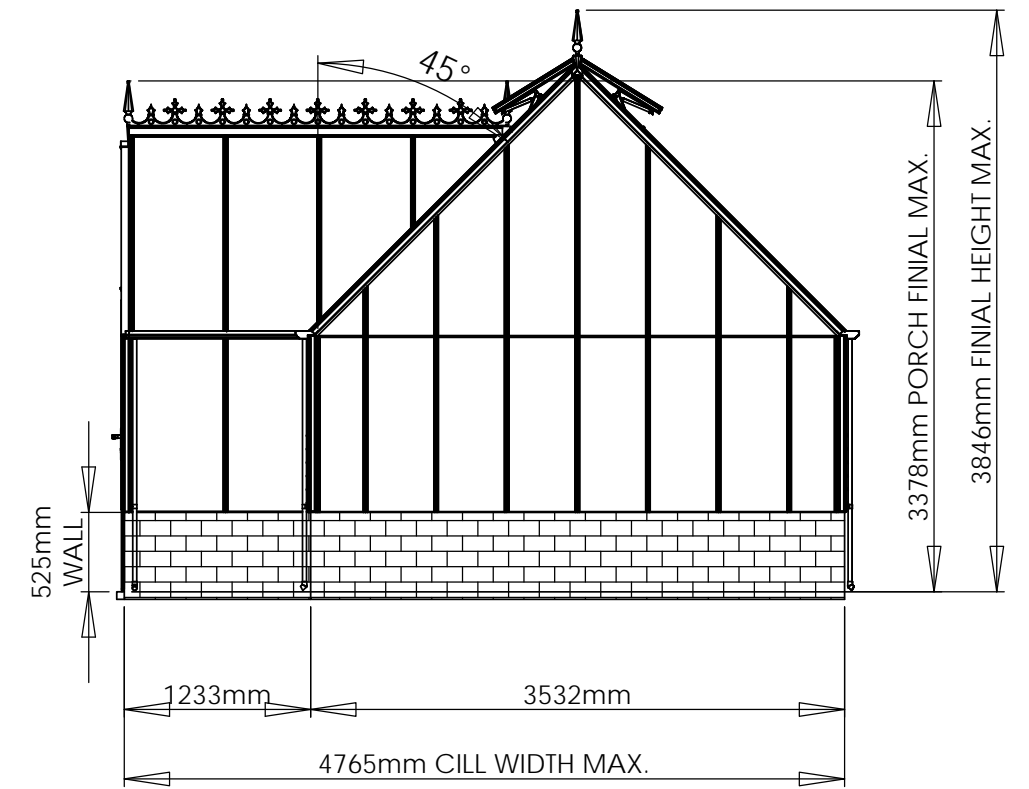 45°
3378mm PORCH FINIAL MAX.
3846mm FINIAL HEIGHT MAX.
525mm
WALL
1233mm
3532mm
4765mm CILL WIDTH MAX.